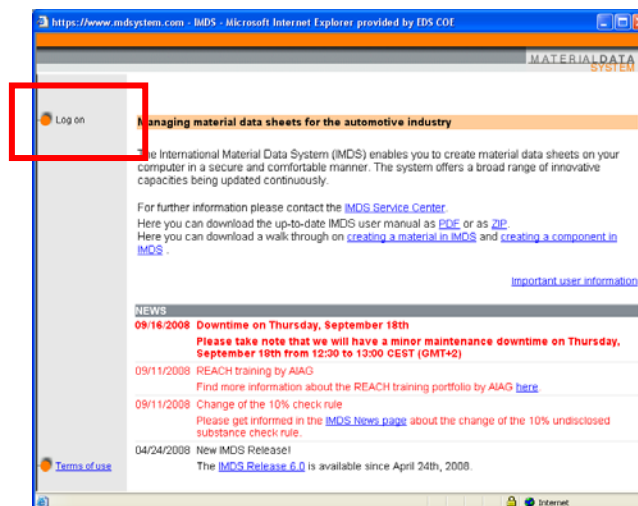 https://www.mdsystem.com - IMDS - Microsoft Internet Explorer provided by EDS COE
MATERIALDATA
SYSTEM
Log on
Managing material data sheets for the automotive industry
The International Material Data System (IMDS) enables you to create material data sheets on your
computer in a secure and comfortable manner. The system offers a broad range of innovative
capacities being updated continuously.
For further information please contact the IMDS Service Center.
Here you can download the up-to-date IMDS user manual as PDF or as ZIP.
Here you can download a walk through on creating a material in IMDS and creating a component in
IMDS .
Important user information
NEWS
09/16/2008 Downtime on Thursday, September 18th
Please take note that we will have a minor maintenance downtime on Thursday,
September 18th from 12:30 to 13:00 CEST (GMT+2)
09/11/2008 REACH training by AIAG
Find more information about the REACH training portfolio by AIAG here.
09/11/2008 Change of the 10% check rule
Please get informed in the IMDS News page about the change of the 10% undisclosed
substance check rule.
04/24/2008 New IMDS Release!
The IMDS Release 6.0 is available since April 24th, 2008.
Terms of use
Internet